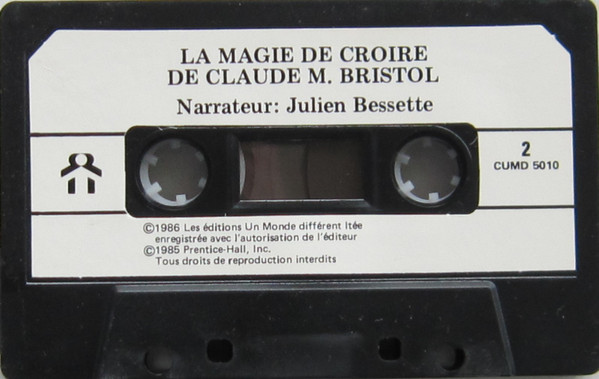 LA MAGIE DE CROIRE
DE CLAUDE M. BRISTOL
Narrateur: Julien Bessette
2
CUMD 5010
©1986 Les éditions Un Monde différent ltée
enregistrée avec l'autorisation de l'éditeur
©1985 Prentice-Hall, Inc.
Tous droits de reproduction interdits